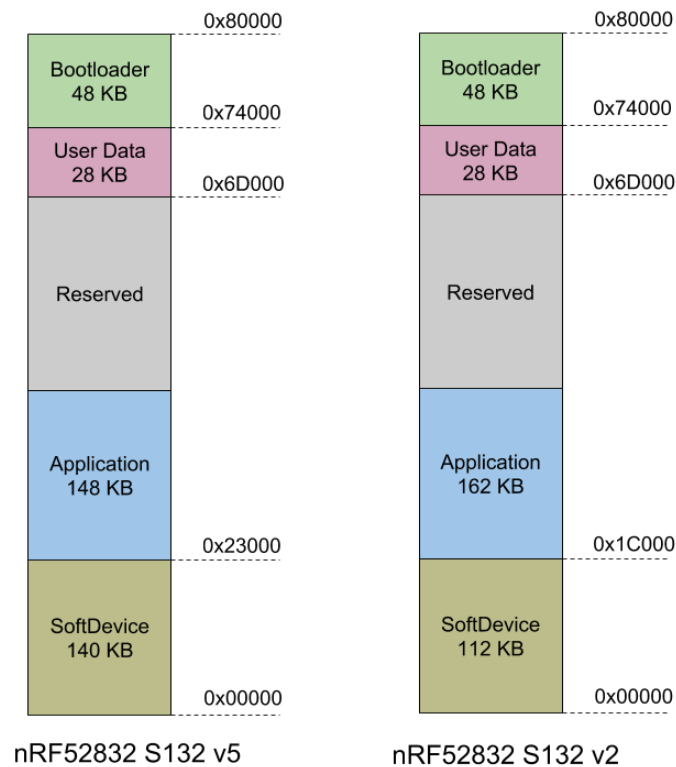 0x80000
Bootloader
48 KB
0x74000
User Data
28 KB
0x6D000
Reserved
Application
148 KB
0x23000
SoftDevice
140 KB
0x00000
nRF52832 S132 v5
0x80000
Bootloader
48 KB
0x74000
User Data
28 KB
0x6D000
Reserved
Application
162 KB
0x1C000
SoftDevice
112 KB
0x00000
nRF52832 S132 v2